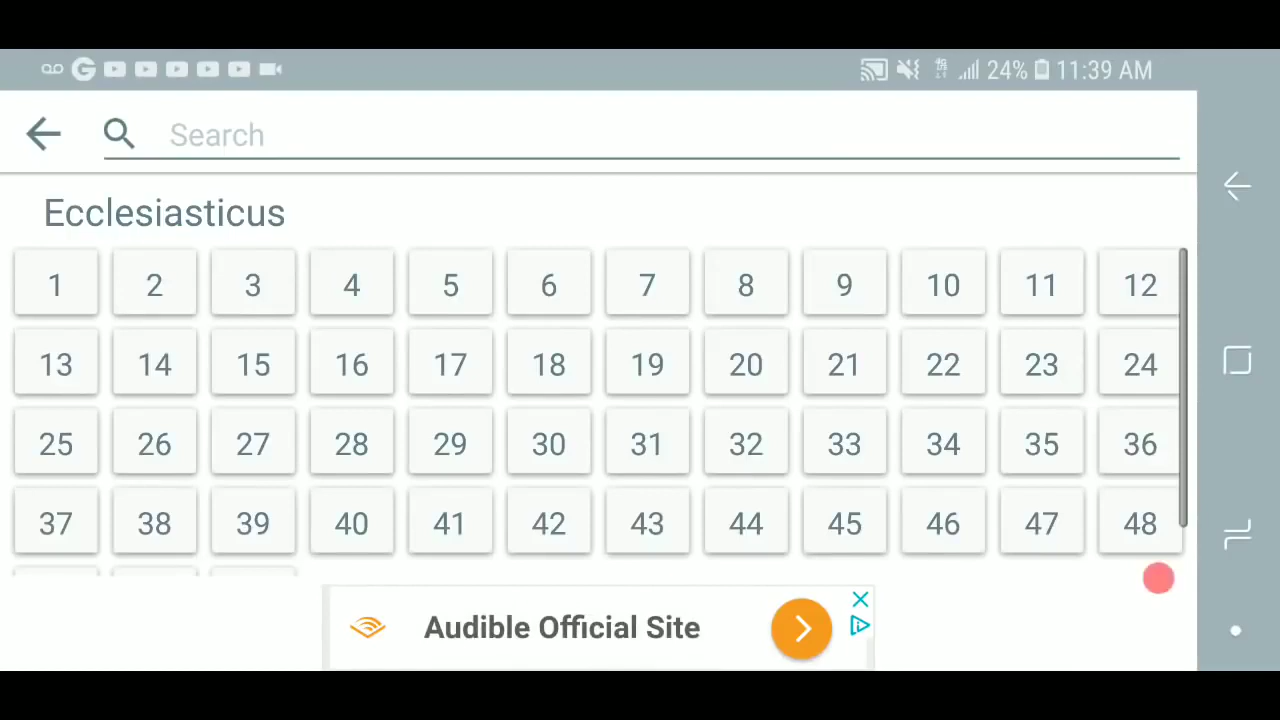 24% 11:39 AM
Search
Ecclesiasticus
1 2 3 4 5 6 7 8 9 10 11 12
13 14 15 16 17 18 19 20 21 22 23 24
25 26 27 28 29 30 31 32 33 34 35 36
37 38 39 40 41 42 43 44 45 46 47 48
Audible Official Site